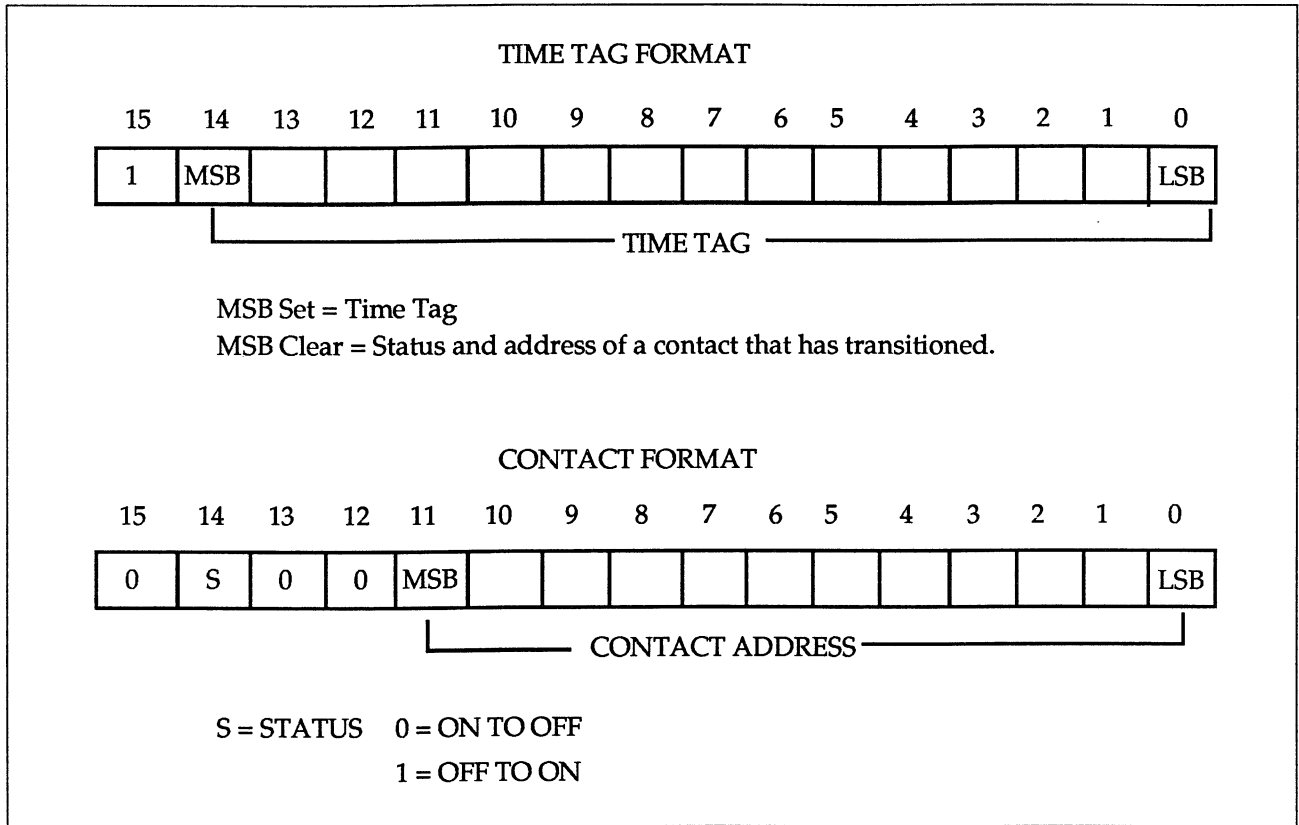 TIME TAG FORMAT
15 14 13 12 11 10 9 8 7 6 5 4 3 2 1 0
1 MSB LSB
TIME TAG
MSB Set = Time Tag
MSB Clear = Status and address of a contact that has transitioned.
CONTACT FORMAT
15 14 13 12 11 10 9 8 7 6 5 4 3 2 1 0
0 S 0 0 MSB LSB
CONTACT ADDRESS
S = STATUS 0 = ON TO OFF
1 = OFF TO ON